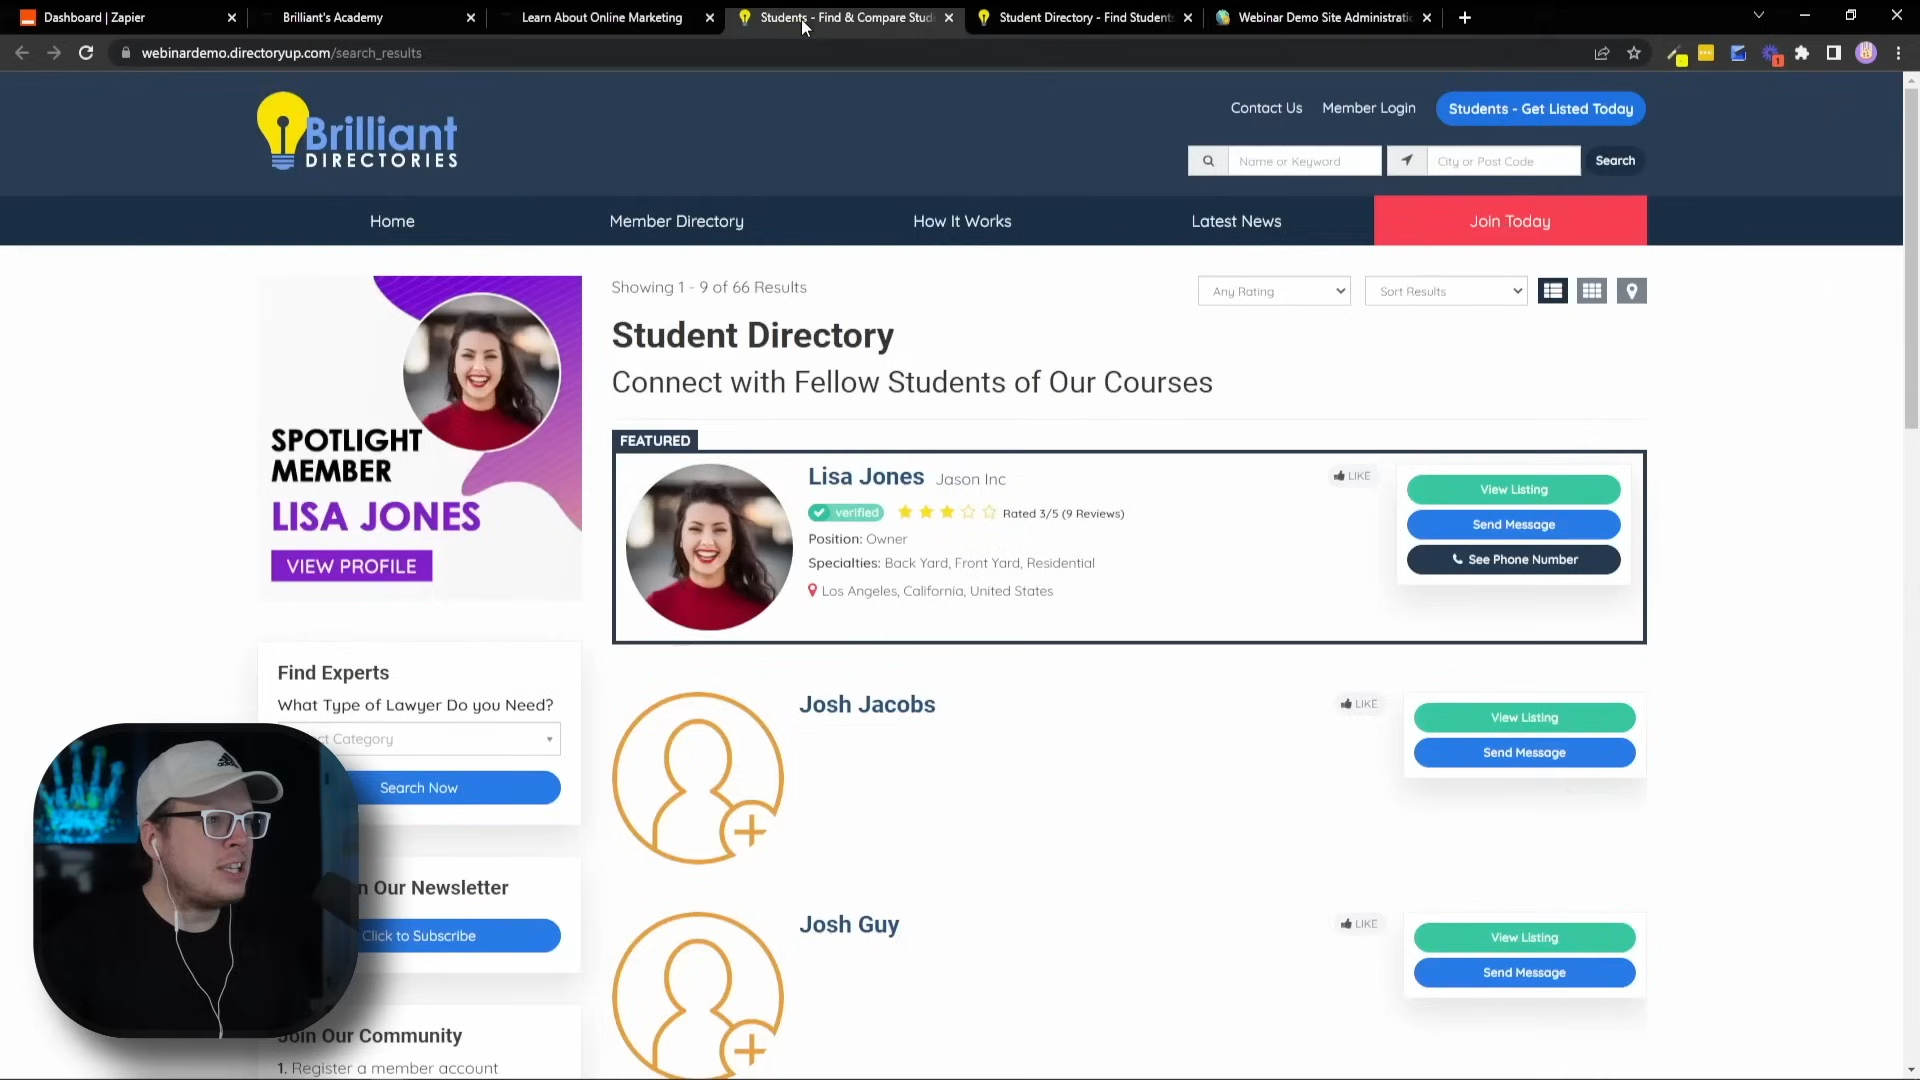 Dashboard | Zapier
Brilliant's Academy
Learn About Online Marketing
Students - Find & Compare Stud
Student Directory - Find Students
Webinar Demo Site Administrati
webinardemo.directoryup.com/search_results
1
Brilliant
DIRECTORIES
Contact Us
Member Login
Students - Get Listed Today
Name or Keyword
City or Post Code
Search
Home
Member Directory
How It Works
Latest News
Join Today
SPOTLIGHT
MEMBER
LISA JONES
VIEW PROFILE
Showing 1 - 9 of 66 Results
Any Rating
Sort Results
Student Directory
Connect with Fellow Students of Our Courses
FEATURED
Lisa Jones Jason Inc
LIKE
verified Rated 3/5 (9 Reviews)
Position: Owner
Specialties: Back Yard, Front Yard, Residential
Los Angeles, California, United States
View Listing
Send Message
See Phone Number
Find Experts
What Type of Lawyer Do you Need?
Category
Search Now
Josh Jacobs
LIKE
View Listing
Send Message
Our Newsletter
Click to Subscribe
Josh Guy
LIKE
View Listing
Send Message
Join Our Community
1. Register a member account